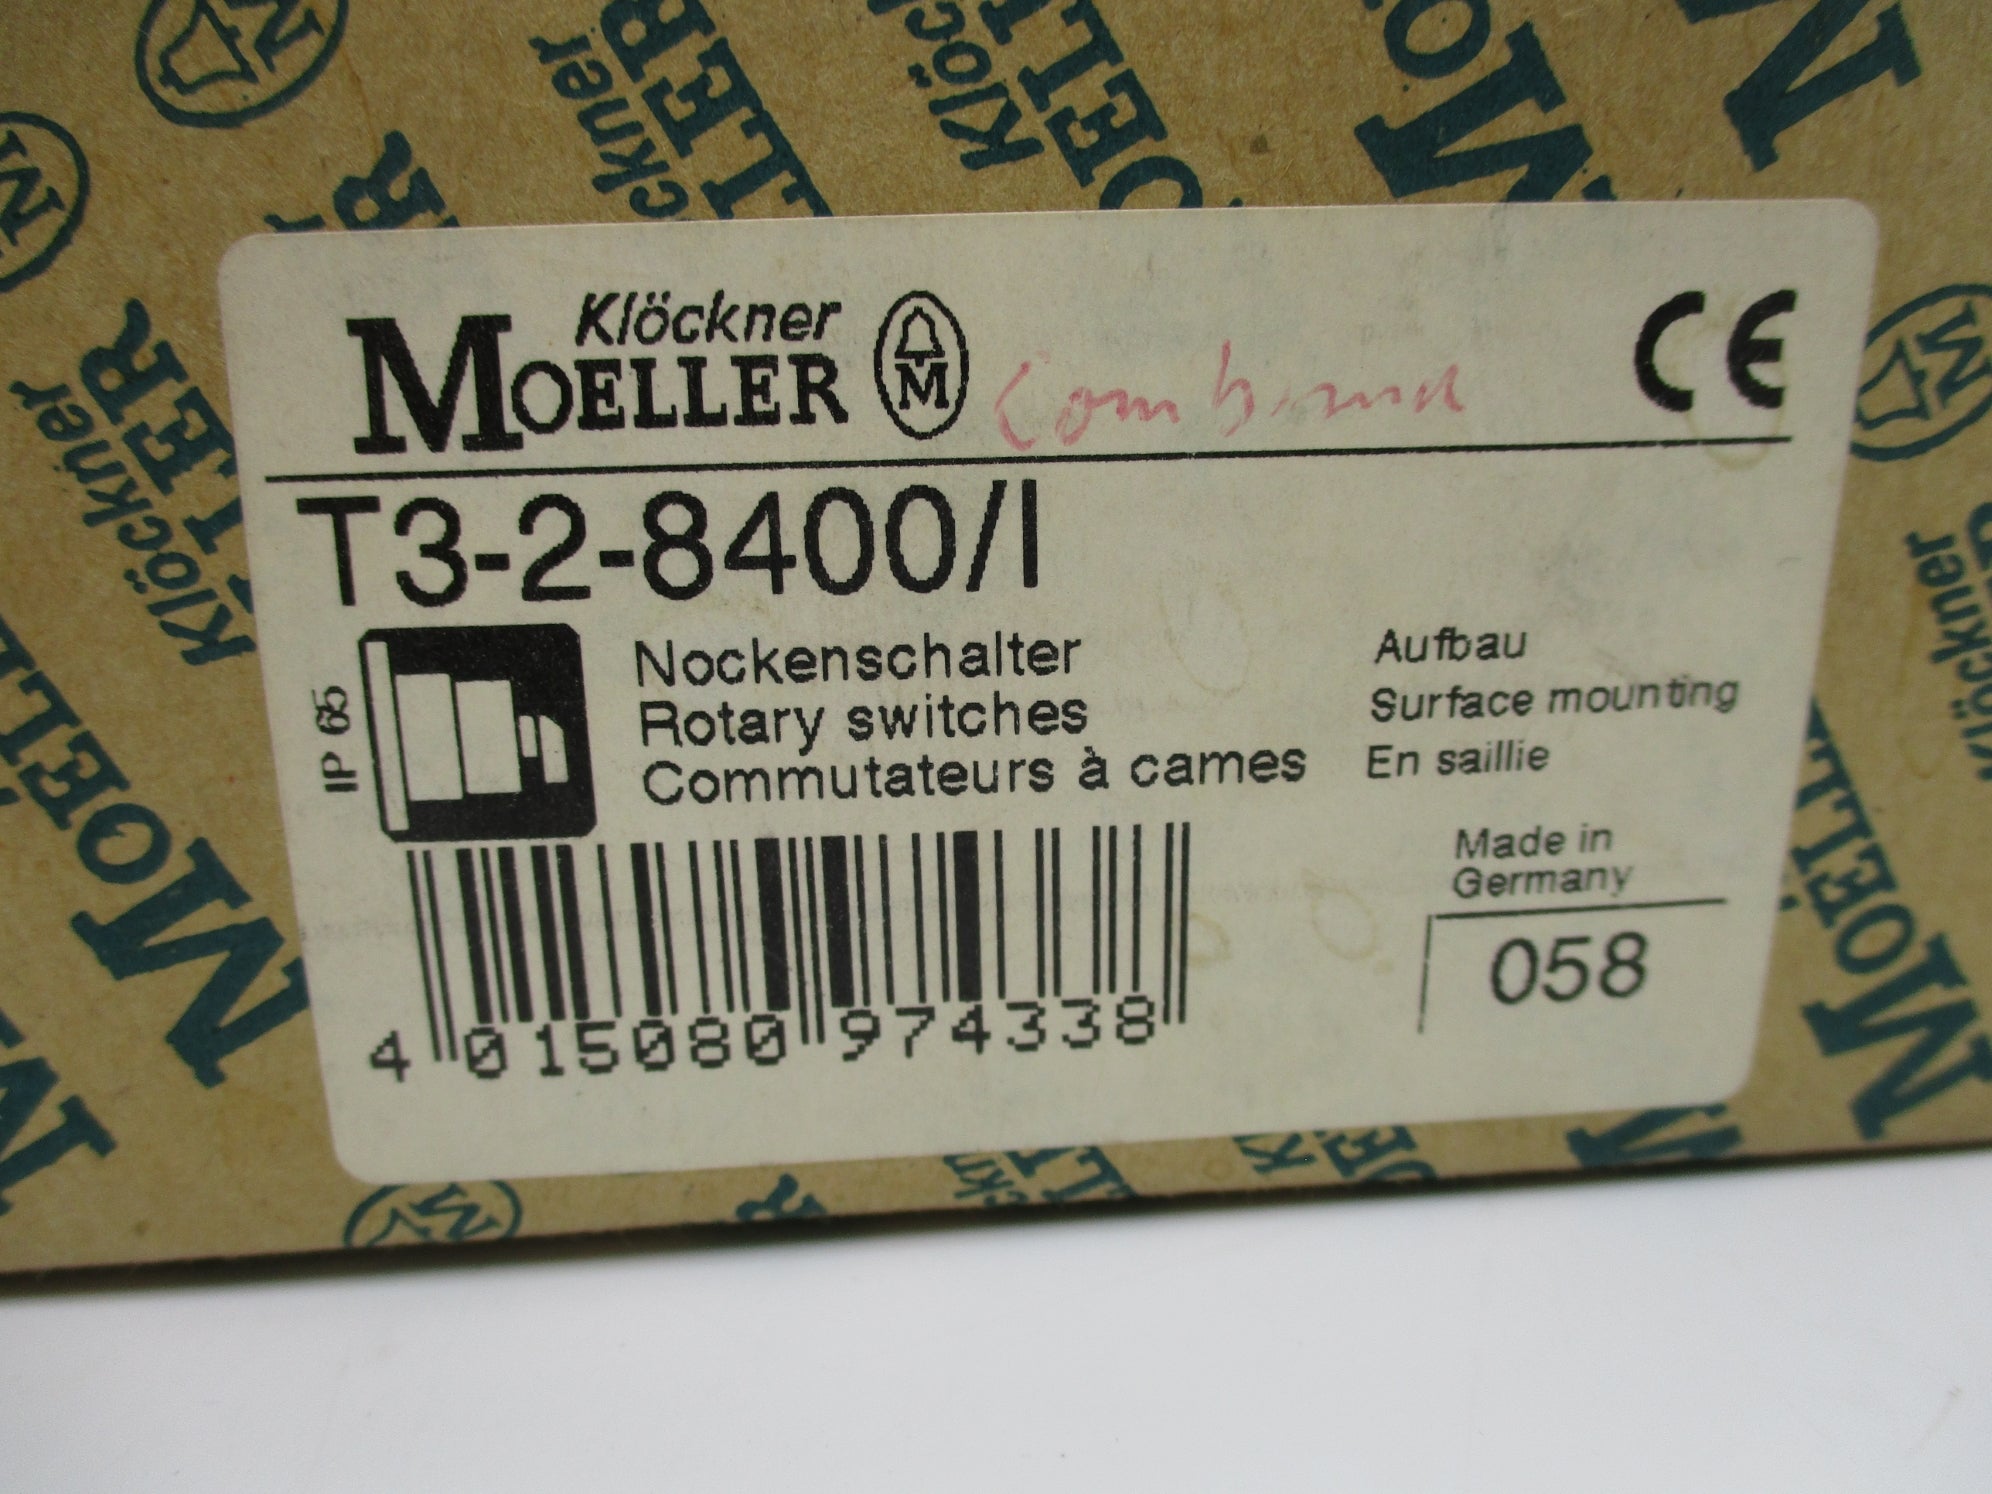 Klöckner
MOELLER
M
CE
T3-2-8400/I
IP 65
Nockenschalter
Rotary switches
Commutateurs à cames
Aufbau
Surface mounting
En saillie
Made in
Germany
058
4 015080 974338